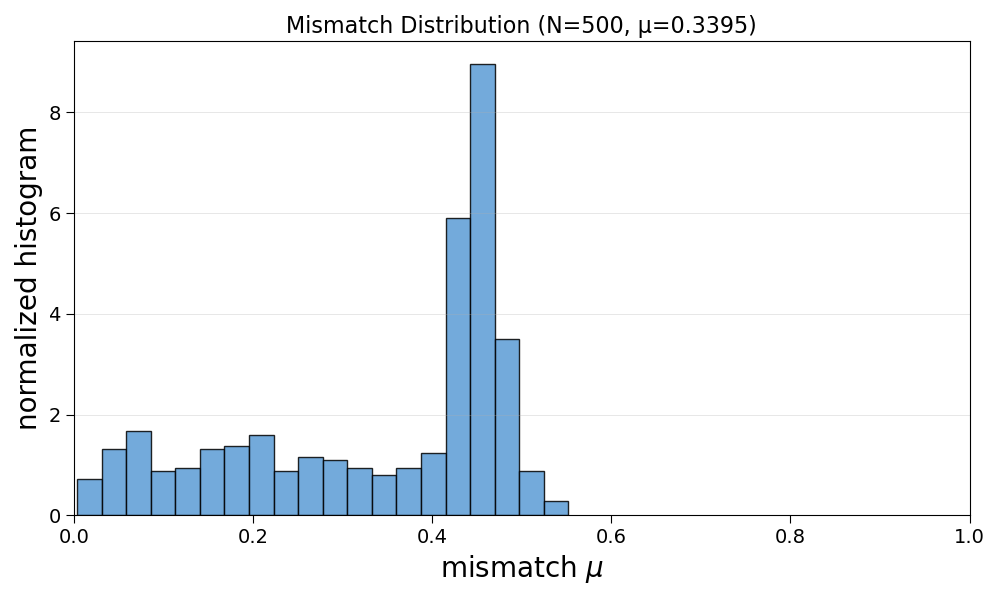 Mismatch Distribution (N=500, μ=0.3395)
normalized histogram
8
6
4
2
0
0.0 0.2 0.4 0.6 0.8 1.0
mismatch μ